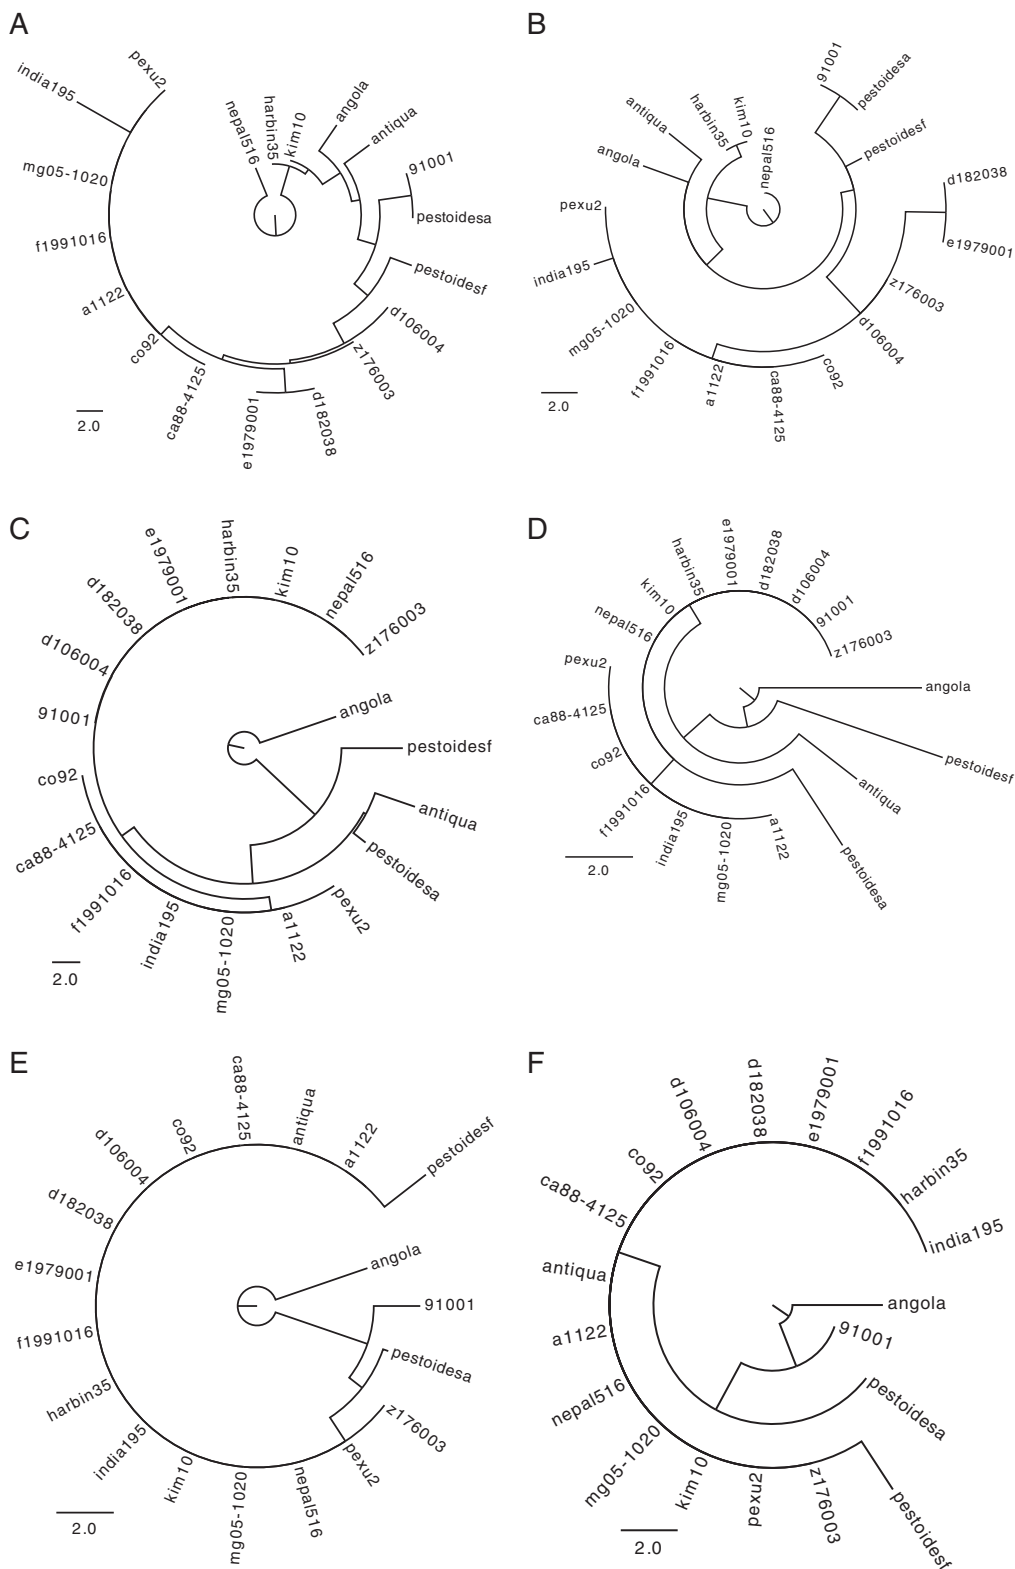 A
pexu2
india195
mg05-1020
f1991016
a1122
co92
ca88-4125
e1979001
d182038
z176003
d106004
pestoidesf
pestoidesa
91001
antiqua
angola
kim10
harbin35
nepal516
2.0
B
91001
pestoidesa
pestoidesf
d182038
e1979001
z176003
d106004
co92
ca88-4125
a1122
f1991016
mg05-1020
india195
pexu2
angola
antiqua
harbin35
kim10
nepal516
2.0
C
z176003
nepal516
kim10
harbin35
e1979001
d182038
d106004
91001
co92
ca88-4125
f1991016
india195
mg05-1020
a1122
pexu2
pestoidesa
antiqua
pestoidesf
angola
2.0
D
z176003
91001
d106004
d182038
e1979001
harbin35
kim10
nepal516
pexu2
ca88-4125
co92
f1991016
india195
mg05-1020
a1122
pestoidesa
antiqua
pestoidesf
angola
2.0
E
pestoidesf
a1122
antiqua
ca88-4125
co92
d106004
d182038
e1979001
f1991016
harbin35
india195
kim10
mg05-1020
nepal516
pexu2
z176003
pestoidesa
91001
angola
2.0
F
india195
harbin35
f1991016
e1979001
d182038
d106004
co92
ca88-4125
antiqua
a1122
nepal516
mg05-1020
kim10
pexu2
z176003
pestoidesf
pestoidesa
91001
angola
2.0